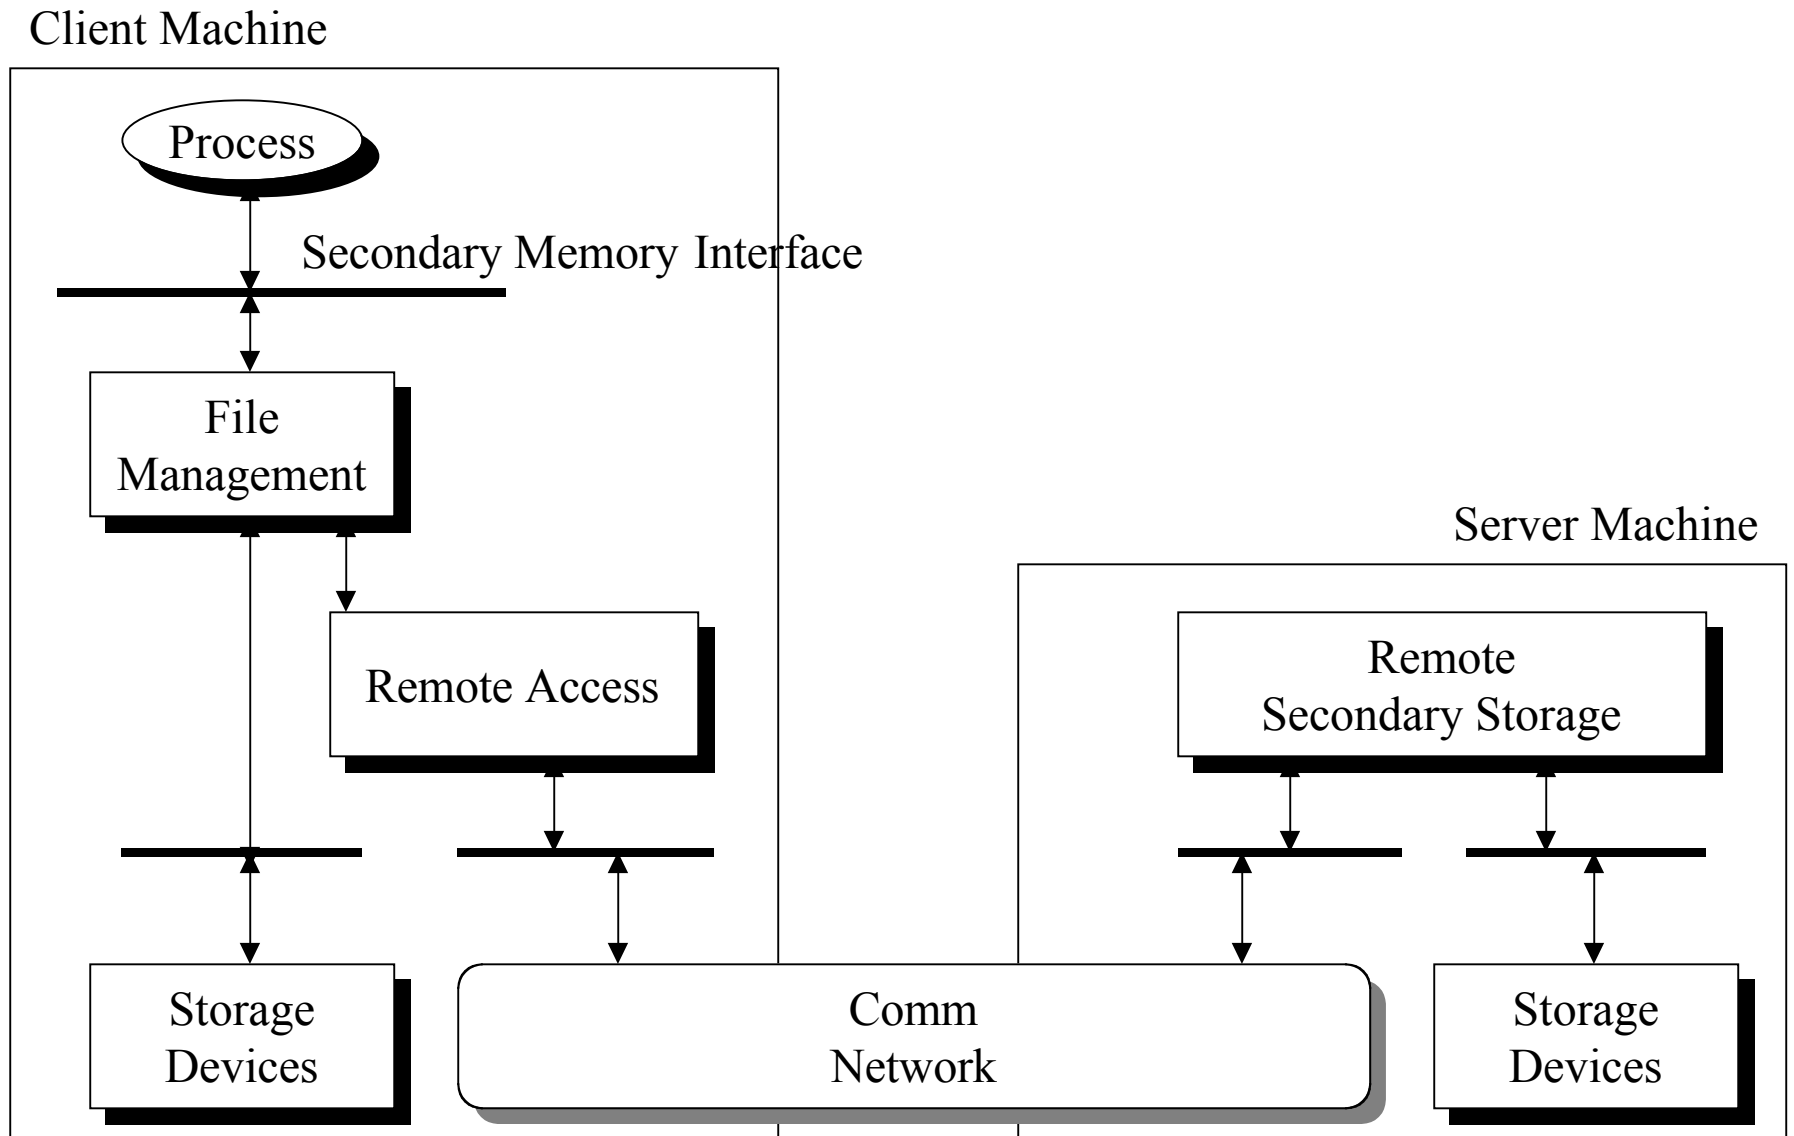 Client Machine
Process
Secondary Memory Interface
File
Management
Server Machine
Remote Access
Remote
Secondary Storage
Storage
Devices
Comm
Network
Storage
Devices